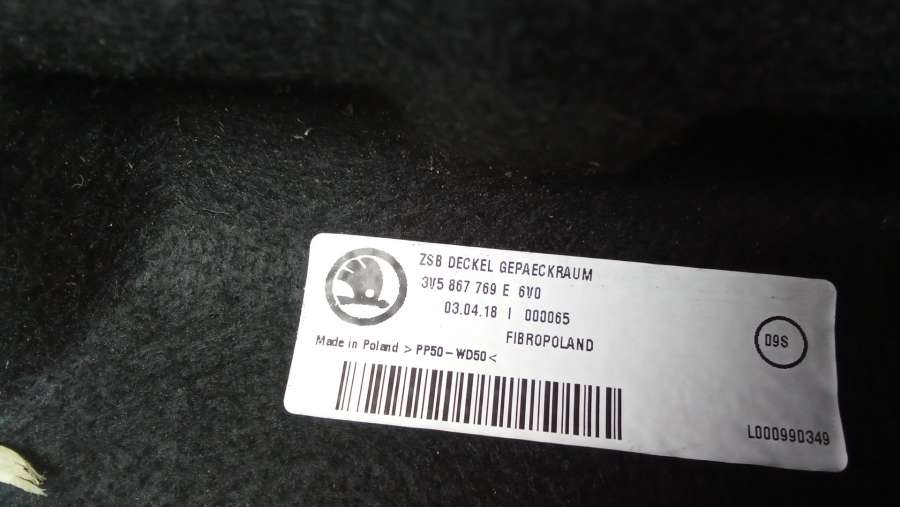 ZSB DECKEL GEPAECKRAUM
3V5 867 769 E 6V0
03.04.18 | 000065
FIBROPOLAND
Made in Poland >PP50-WD50<
09S
L000990349